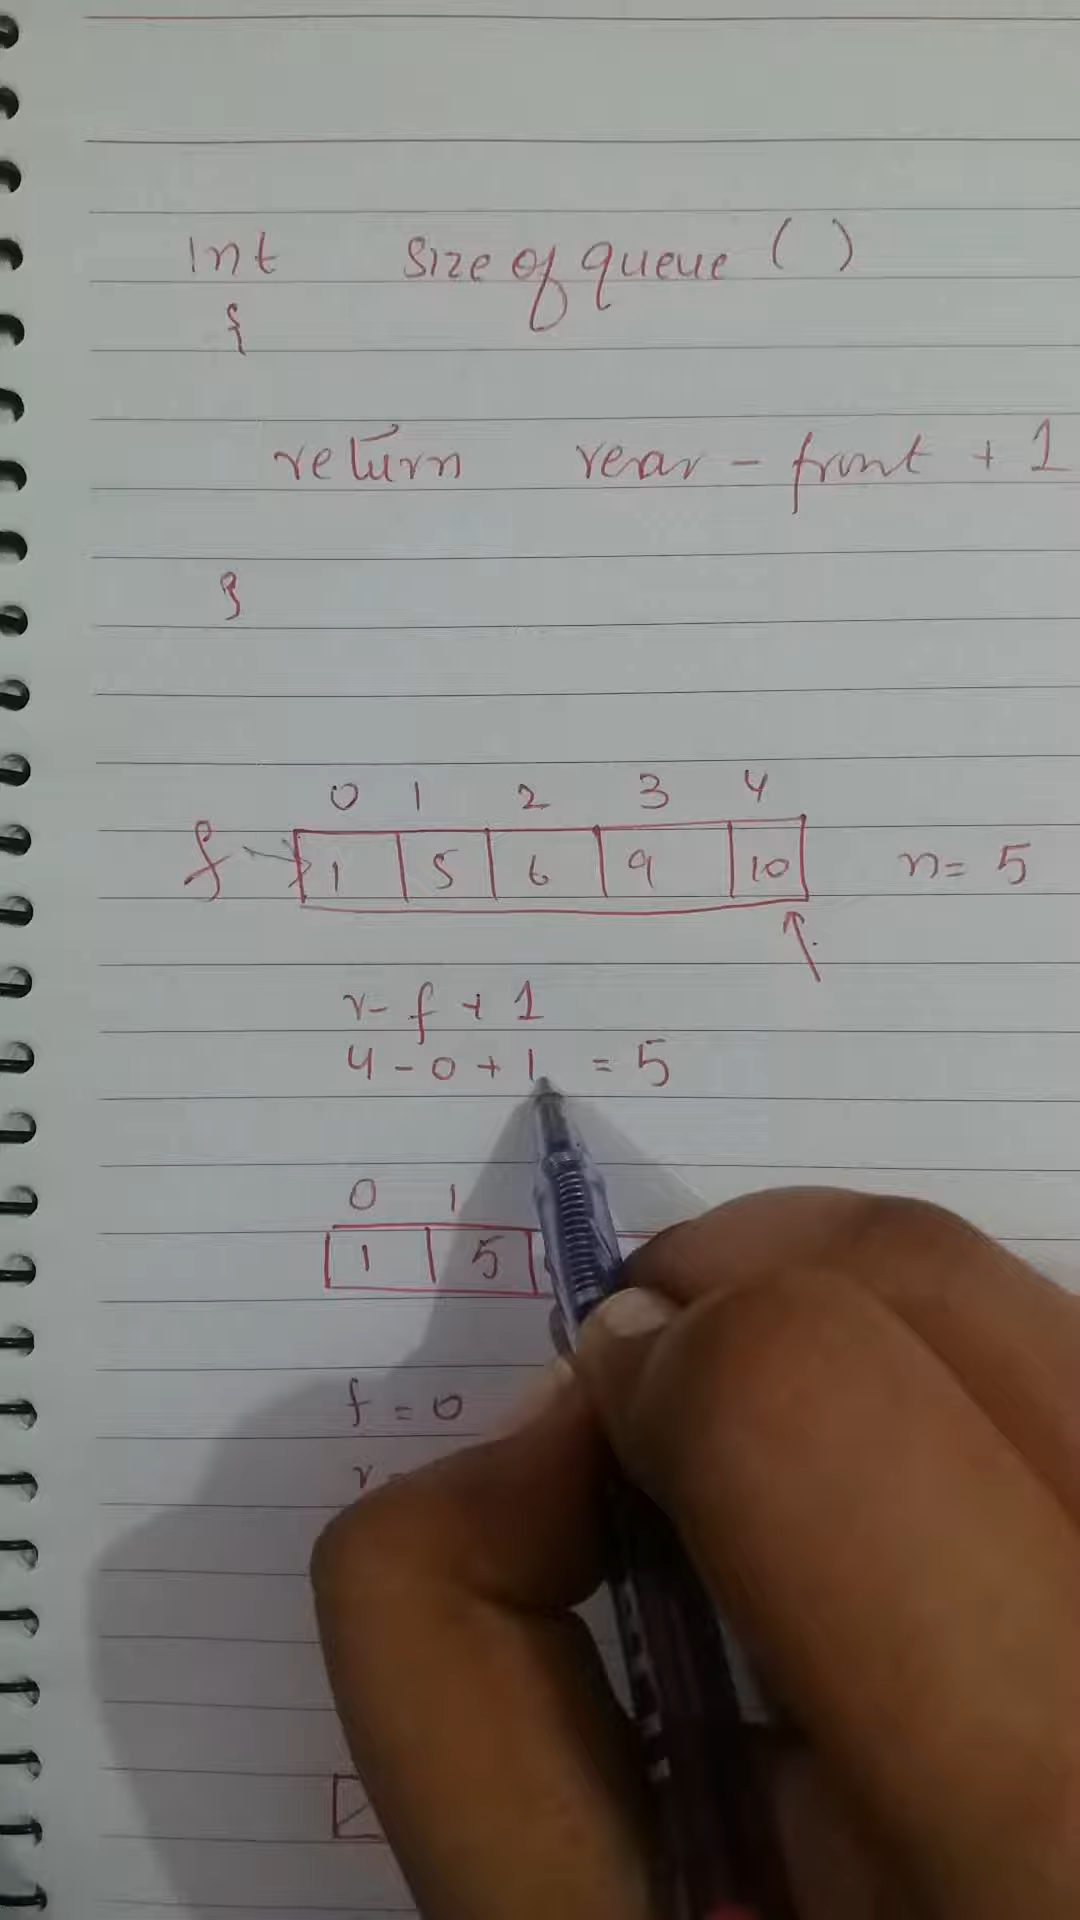 Int size of queue ( )
{
return rear - front + 1
}
0 1 2 3 4
f 1 5 6 9 10 n = 5
r - f + 1
4 - 0 + 1 = 5
0 1
1 5
f = 0
r =